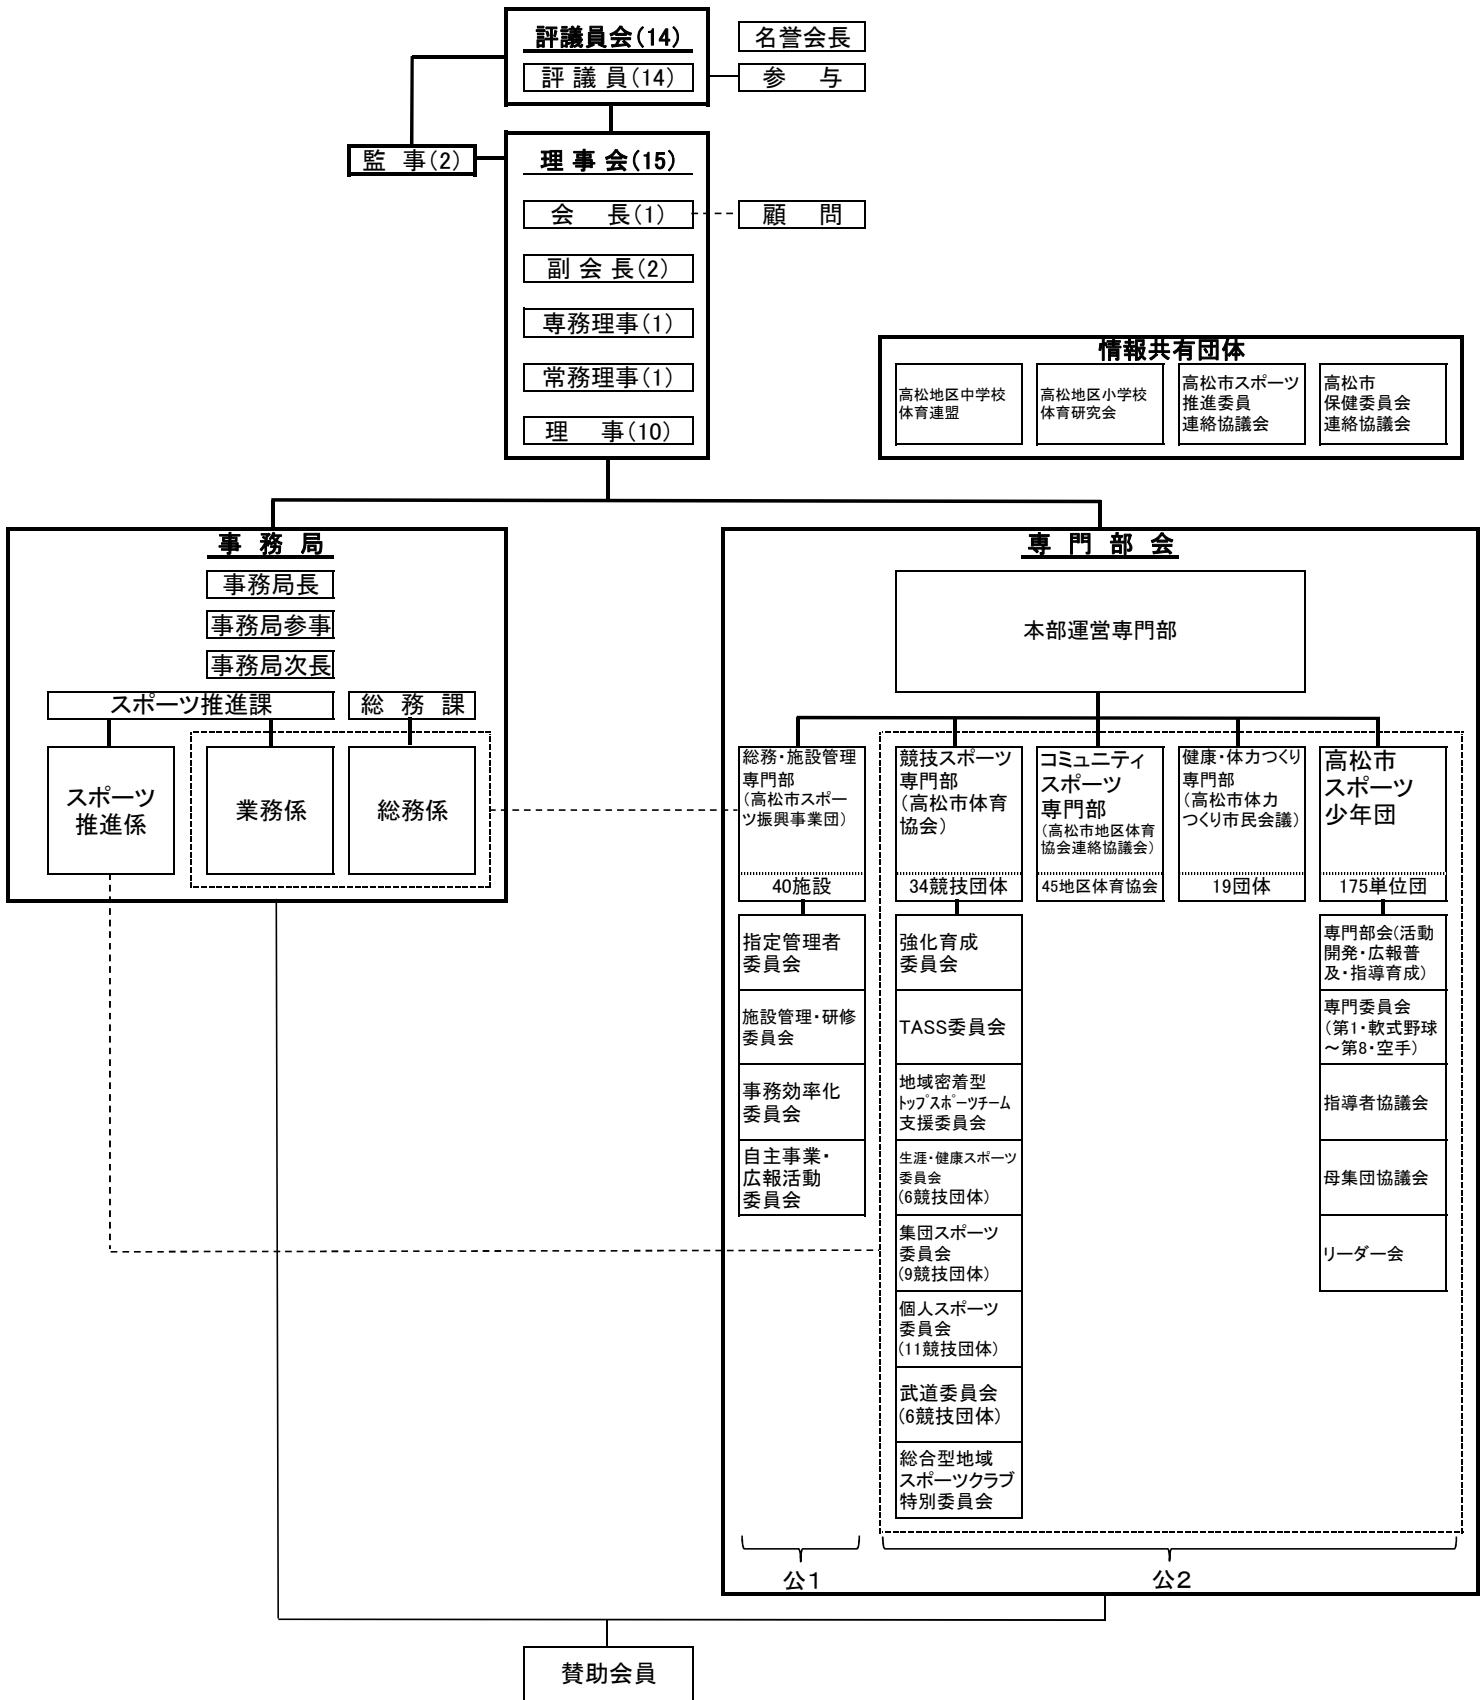 評議員会(14)
名誉会長
評 議 員(14)
参　与
監　事(2)
理 事 会(15)
会　長(1)
顧　問
副 会 長(2)
専務理事(1)
常務理事(1)
理　事(10)
情報共有団体
高松地区中学校
体育連盟
高松地区小学校
体育研究会
高松市スポーツ
推進委員
連絡協議会
高松市
保健委員会
連絡協議会
事 務 局
事務局長
事務局参事
事務局次長
スポーツ推進課
総 務 課
スポーツ
推進係
業務係
総務係
専 門 部 会
本部運営専門部
総務・施設管理
専門部
(高松市スポー
ツ振興事業団)
40施設
競技スポーツ
専門部
(高松市体育
協会)
34競技団体
コミュニティ
スポーツ
専門部
(高松市地区体育
協会連絡協議会)
45地区体育協会
健康・体力つくり
専門部
(高松市体力
つくり市民会議)
19団体
高松市
スポーツ
少年団
175単位団
指定管理者
委員会
施設管理・研修
委員会
事務効率化
委員会
自主事業・
広報活動
委員会
強化育成
委員会
TASS委員会
地域密着型
トップスポーツチーム
支援委員会
生涯・健康スポーツ
委員会
(6競技団体)
集団スポーツ
委員会
(9競技団体)
個人スポーツ
委員会
(11競技団体)
武道委員会
(6競技団体)
総合型地域
スポーツクラブ
特別委員会
専門部会(活動
開発・広報普
及・指導育成)
専門委員会
(第1・軟式野球
～第8・空手)
指導者協議会
母集団協議会
リーダー会
公1
公2
賛助会員